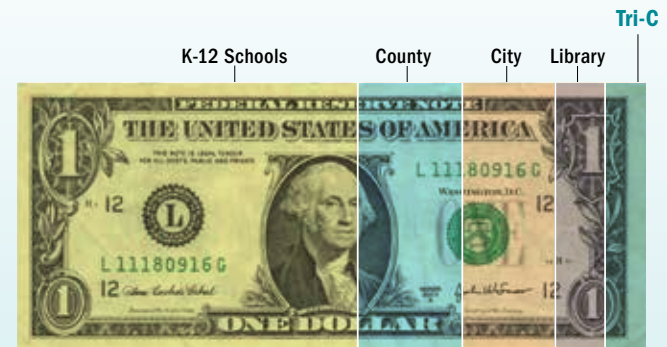 Tri-C
K-12 Schools County City Library
FEDERAL RESERVE NOTE
THE UNITED STATES OF AMERICA
THIS NOTE IS LEGAL TENDER
FOR ALL DEBTS, PUBLIC AND PRIVATE
L 11180916 G
WASHINGTON, D.C.
1
1
12
12
L
L 11180916 G
12
12
1
1
ONE DOLLAR